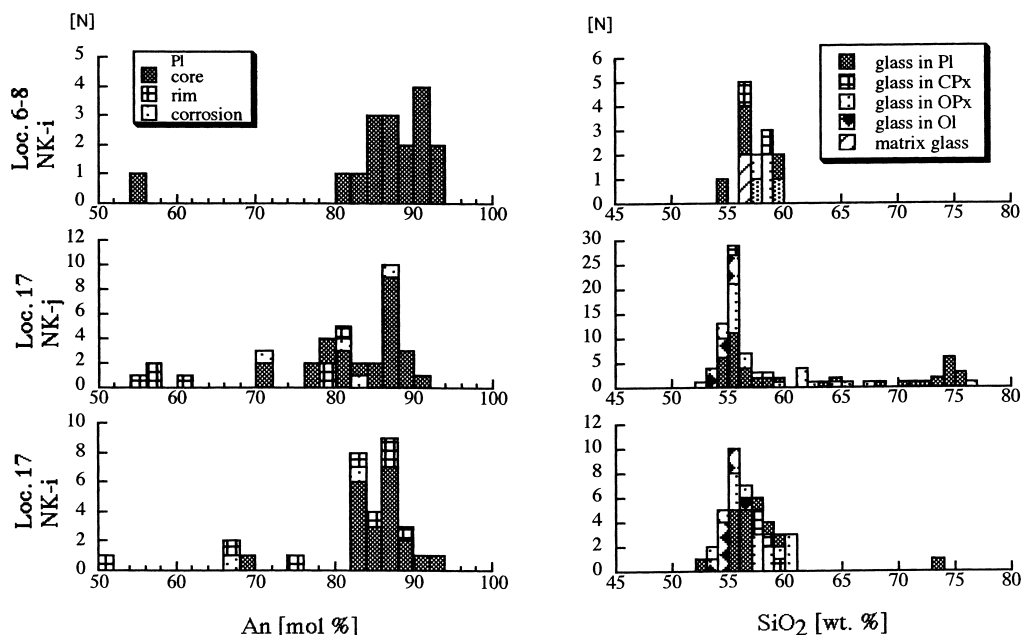 [N]
Loc. 6-8
NK-i
5
4
3
2
1
0
50 60 70 80 90 100
Pl
core
rim
corrosion
[N]
6
5
4
3
2
1
0
45 50 55 60 65 70 75 80
glass in Pl
glass in CPx
glass in OPx
glass in Ol
matrix glass
Loc. 17
NK-j
12
10
8
6
4
2
0
50 60 70 80 90 100
30
25
20
15
10
5
0
45 50 55 60 65 70 75 80
Loc. 17
NK-i
10
8
6
4
2
0
50 60 70 80 90 100
An [mol %]
12
10
8
6
4
2
0
45 50 55 60 65 70 75 80
SiO2 [wt. %]